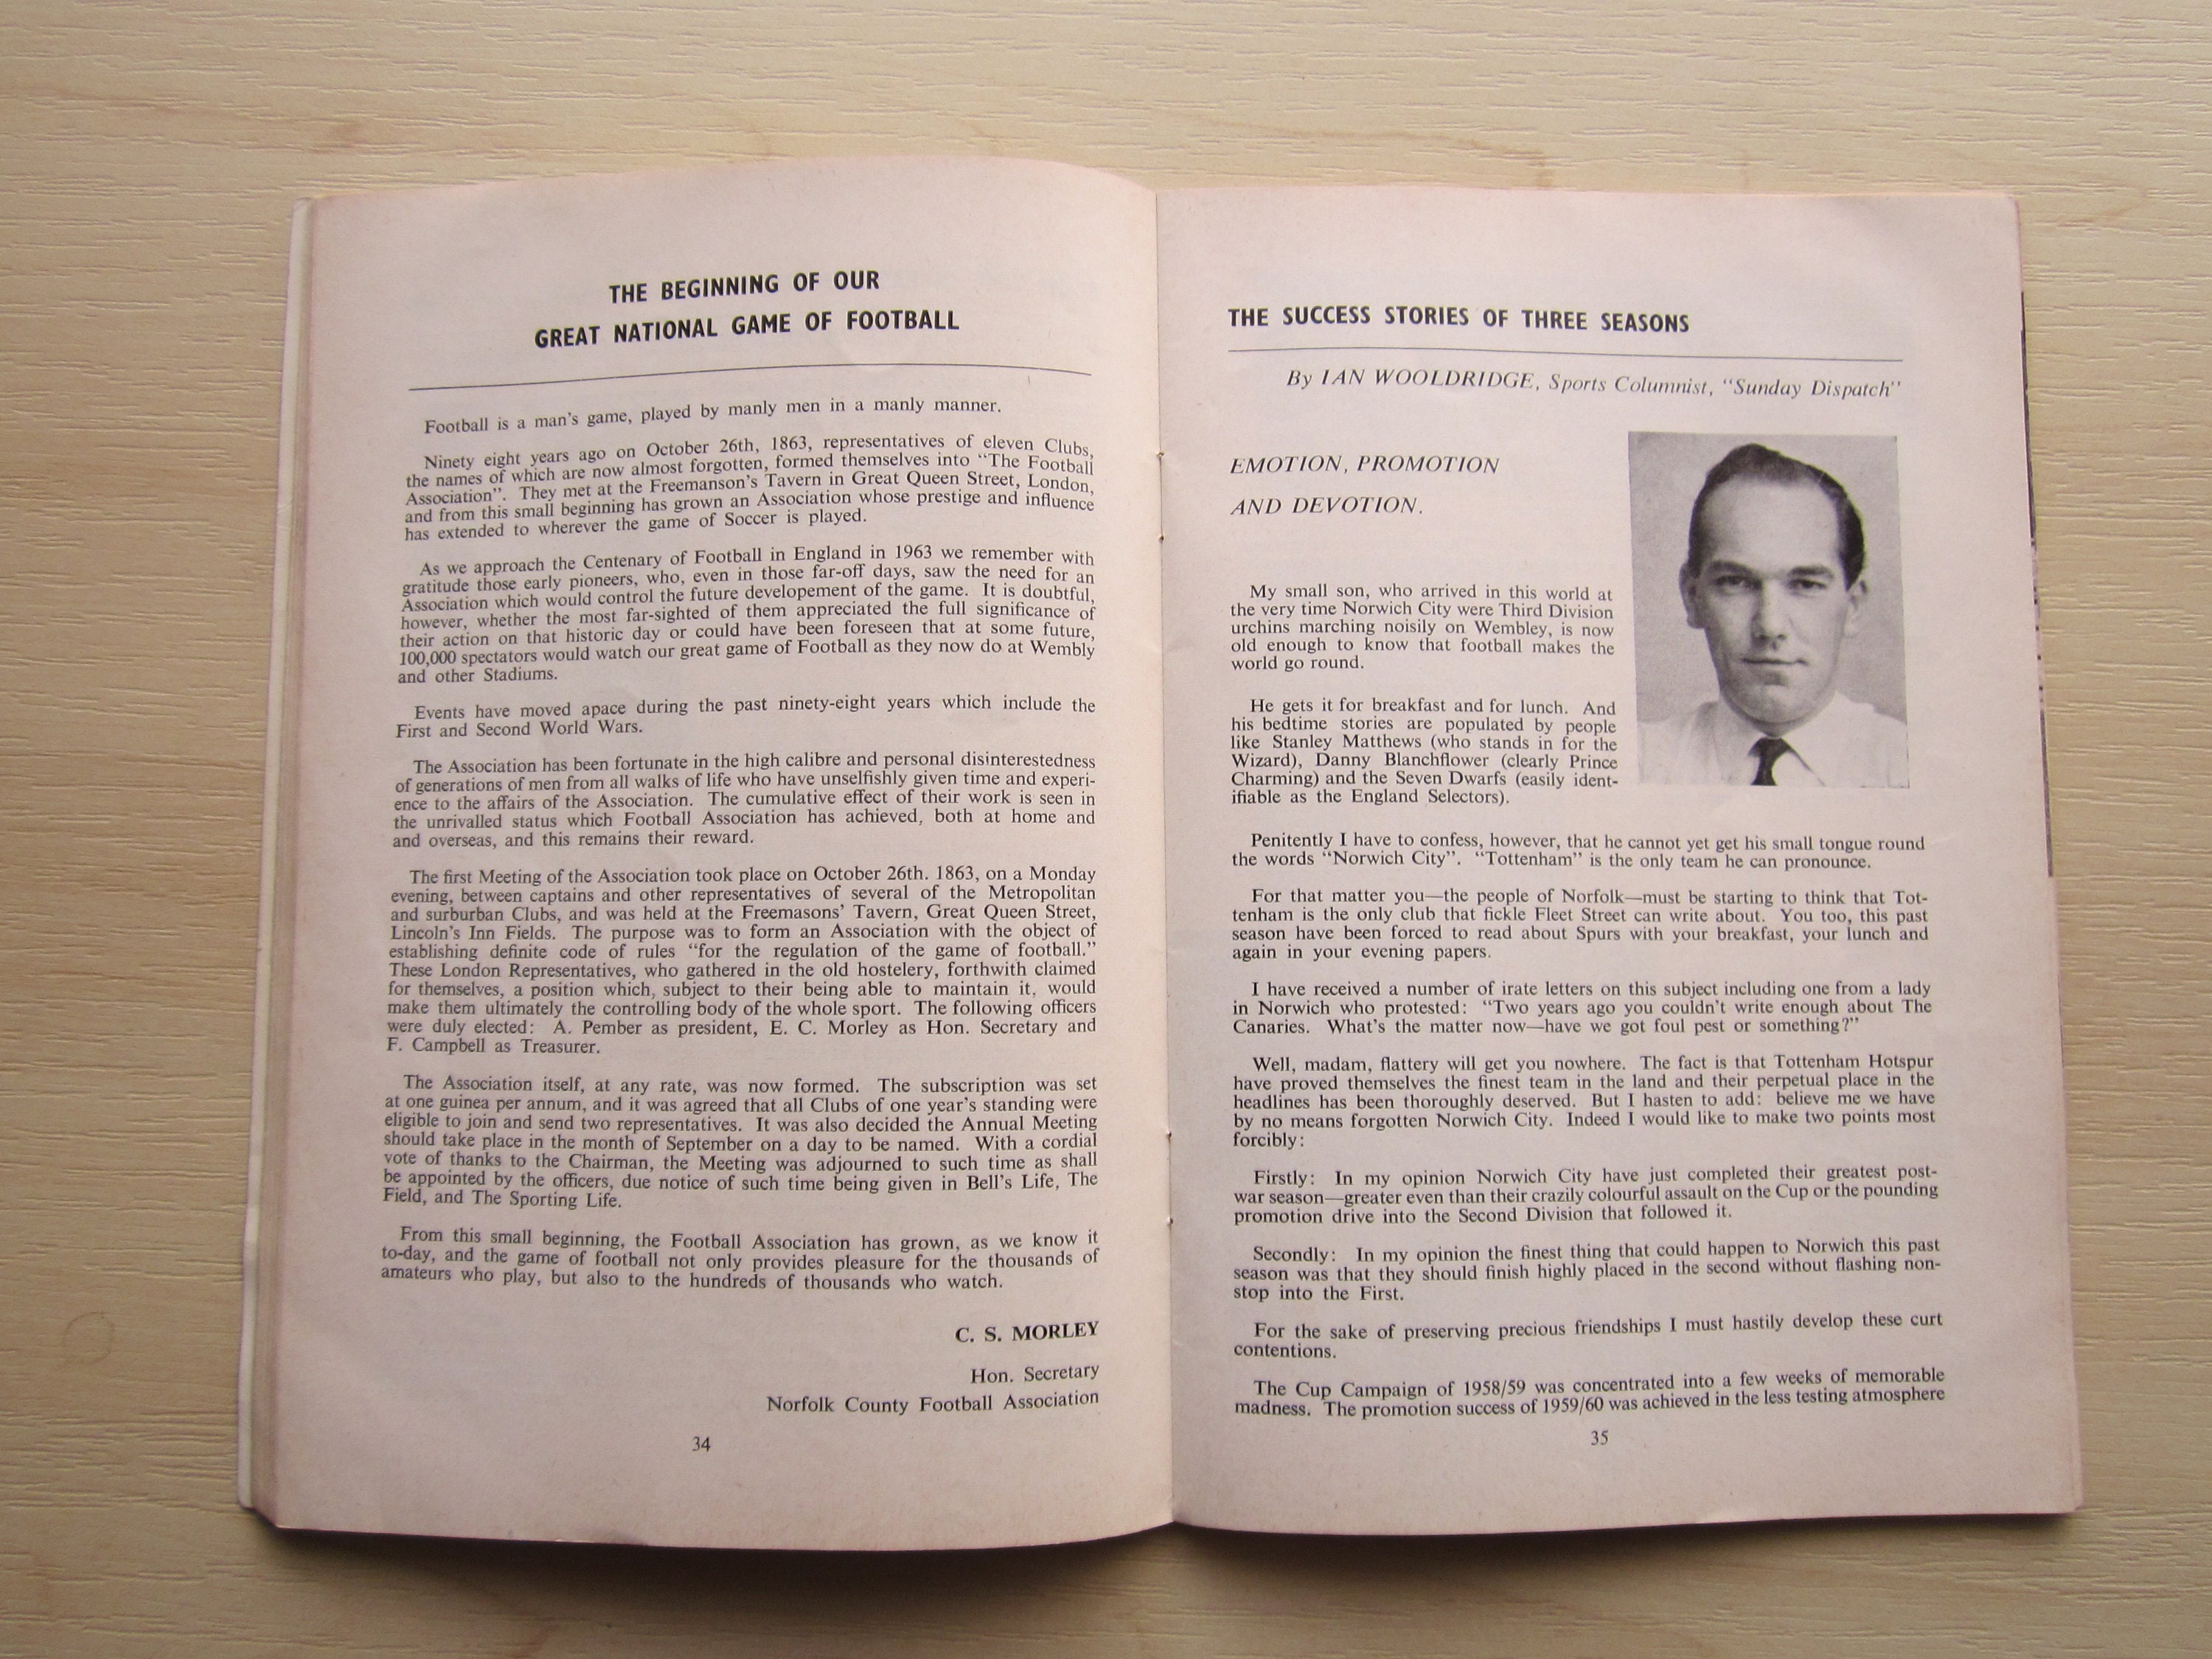 THE BEGINNING OF OUR
GREAT NATIONAL GAME OF FOOTBALL
Football is a man's game, played by manly men in a manly manner.
Ninety eight years ago on October 26th, 1863, representatives of eleven Clubs,
the names of which are now almost forgotten, formed themselves into "The Football
Association". They met at the Freemanson's Tavern in Great Queen Street, London,
and from this small beginning has grown an Association whose prestige and influence
has extended to wherever the game of Soccer is played.
As we approach the Centenary of Football in England in 1963 we remember with
gratitude those early pioneers, who, even in those far-off days, saw the need for an
Association which would control the future developement of the game. It is doubtful,
however, whether the most far-sighted of them appreciated the full significance of
their action on that historic day or could have been foreseen that at some future,
100,000 spectators would watch our great game of Football as they now do at Wembly
and other Stadiums.
Events have moved apace during the past ninety-eight years which include the
First and Second World Wars.
The Association has been fortunate in the high calibre and personal disinterestedness
of generations of men from all walks of life who have unselfishly given time and experi-
ence to the affairs of the Association. The cumulative effect of their work is seen in
the unrivalled status which Football Association has achieved, both at home and
and overseas, and this remains their reward.
The first Meeting of the Association took place on October 26th. 1863, on a Monday
evening, between captains and other representatives of several of the Metropolitan
and surburban Clubs, and was held at the Freemasons' Tavern, Great Queen Street,
Lincoln's Inn Fields. The purpose was to form an Association with the object of
establishing definite code of rules "for the regulation of the game of football."
These London Representatives, who gathered in the old hostelery, forthwith claimed
for themselves, a position which, subject to their being able to maintain it, would
make them ultimately the controlling body of the whole sport. The following officers
were duly elected: A. Pember as president, E. C. Morley as Hon. Secretary and
F. Campbell as Treasurer.
The Association itself, at any rate, was now formed. The subscription was set
at one guinea per annum, and it was agreed that all Clubs of one year's standing were
eligible to join and send two representatives. It was also decided the Annual Meeting
should take place in the month of September on a day to be named. With a cordial
vote of thanks to the Chairman, the Meeting was adjourned to such time as shall
be appointed by the officers, due notice of such time being given in Bell's Life, The
Field, and The Sporting Life.
From this small beginning, the Football Association has grown, as we know it
to-day, and the game of football not only provides pleasure for the thousands of
amateurs who play, but also to the hundreds of thousands who watch.
C. S. MORLEY
Hon. Secretary
Norfolk County Football Association
34
THE SUCCESS STORIES OF THREE SEASONS
By IAN WOOLDRIDGE, Sports Columnist, "Sunday Dispatch"
EMOTION, PROMOTION
AND DEVOTION.
My small son, who arrived in this world at
the very time Norwich City were Third Division
urchins marching noisily on Wembley, is now
old enough to know that football makes the
world go round.
He gets it for breakfast and for lunch. And
his bedtime stories are populated by people
like Stanley Matthews (who stands in for the
Wizard), Danny Blanchflower (clearly Prince
Charming) and the Seven Dwarfs (easily ident-
ifiable as the England Selectors).
Penitently I have to confess, however, that he cannot yet get his small tongue round
the words "Norwich City". "Tottenham" is the only team he can pronounce.
For that matter you—the people of Norfolk—must be starting to think that Tot-
tenham is the only club that fickle Fleet Street can write about. You too, this past
season have been forced to read about Spurs with your breakfast, your lunch and
again in your evening papers.
I have received a number of irate letters on this subject including one from a lady
in Norwich who protested: "Two years ago you couldn't write enough about The
Canaries. What's the matter now—have we got foul pest or something?"
Well, madam, flattery will get you nowhere. The fact is that Tottenham Hotspur
have proved themselves the finest team in the land and their perpetual place in the
headlines has been thoroughly deserved. But I hasten to add: believe me we have
by no means forgotten Norwich City. Indeed I would like to make two points most
forcibly:
Firstly: In my opinion Norwich City have just completed their greatest post-
war season—greater even than their crazily colourful assault on the Cup or the pounding
promotion drive into the Second Division that followed it.
Secondly: In my opinion the finest thing that could happen to Norwich this past
season was that they should finish highly placed in the second without flashing non-
stop into the First.
For the sake of preserving precious friendships I must hastily develop these curt
contentions.
The Cup Campaign of 1958/59 was concentrated into a few weeks of memorable
madness. The promotion success of 1959/60 was achieved in the less testing atmosphere
35